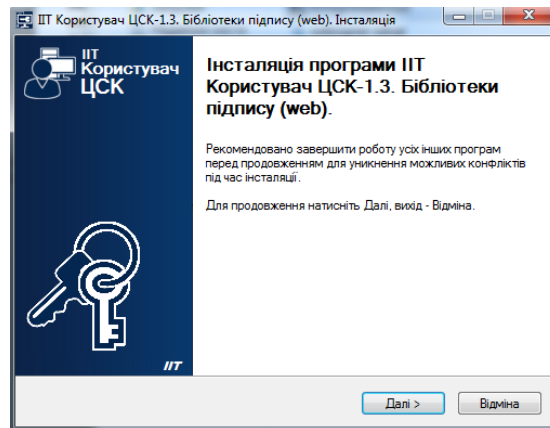 ІІТ Користувач ЦСК-1.3. Бібліотеки підпису (web). Інсталяція
ІІТ
Користувач
ЦСК
Інсталяція програми ІІТ
Користувач ЦСК-1.3. Бібліотеки
підпису (web).
Рекомендовано завершити роботу усіх інших програм
перед продовженням для уникнення можливих конфліктів
під час інсталяції.
Для продовження натисніть Далі, вихід - Відміна.
ІІТ
Далі >
Відміна